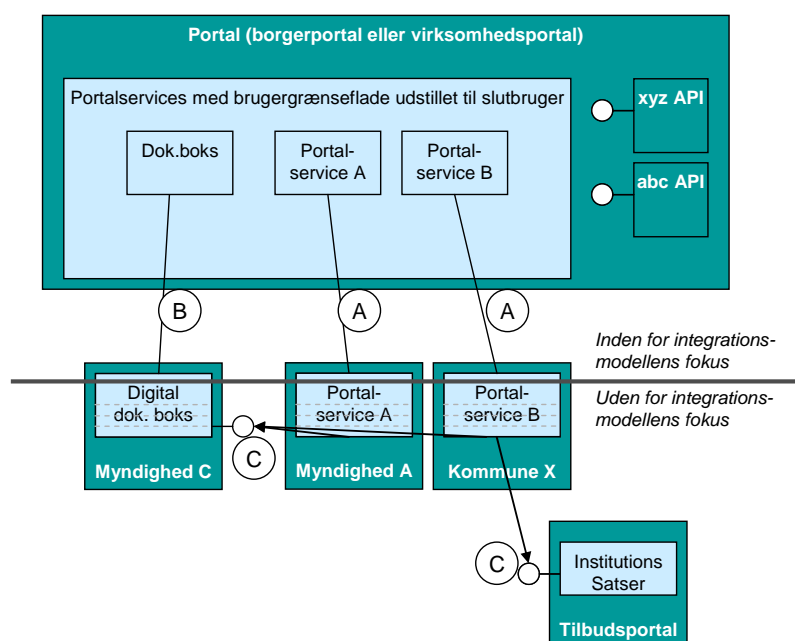 Portal (borgerportal eller virksomhedsportal)
Portalservices med brugergrænseflade udstillet til slutbruger
xyz API
Dok.boks
Portal-
service A
Portal-
service B
abc API
B
A
A
Inden for integrations-
modellens fokus
Uden for integrations-
modellens fokus
Digital
dok. boks
Portal-
service A
Portal-
service B
C
Myndighed C
Myndighed A
Kommune X
C
Institutions
Satser
Tilbudsportal